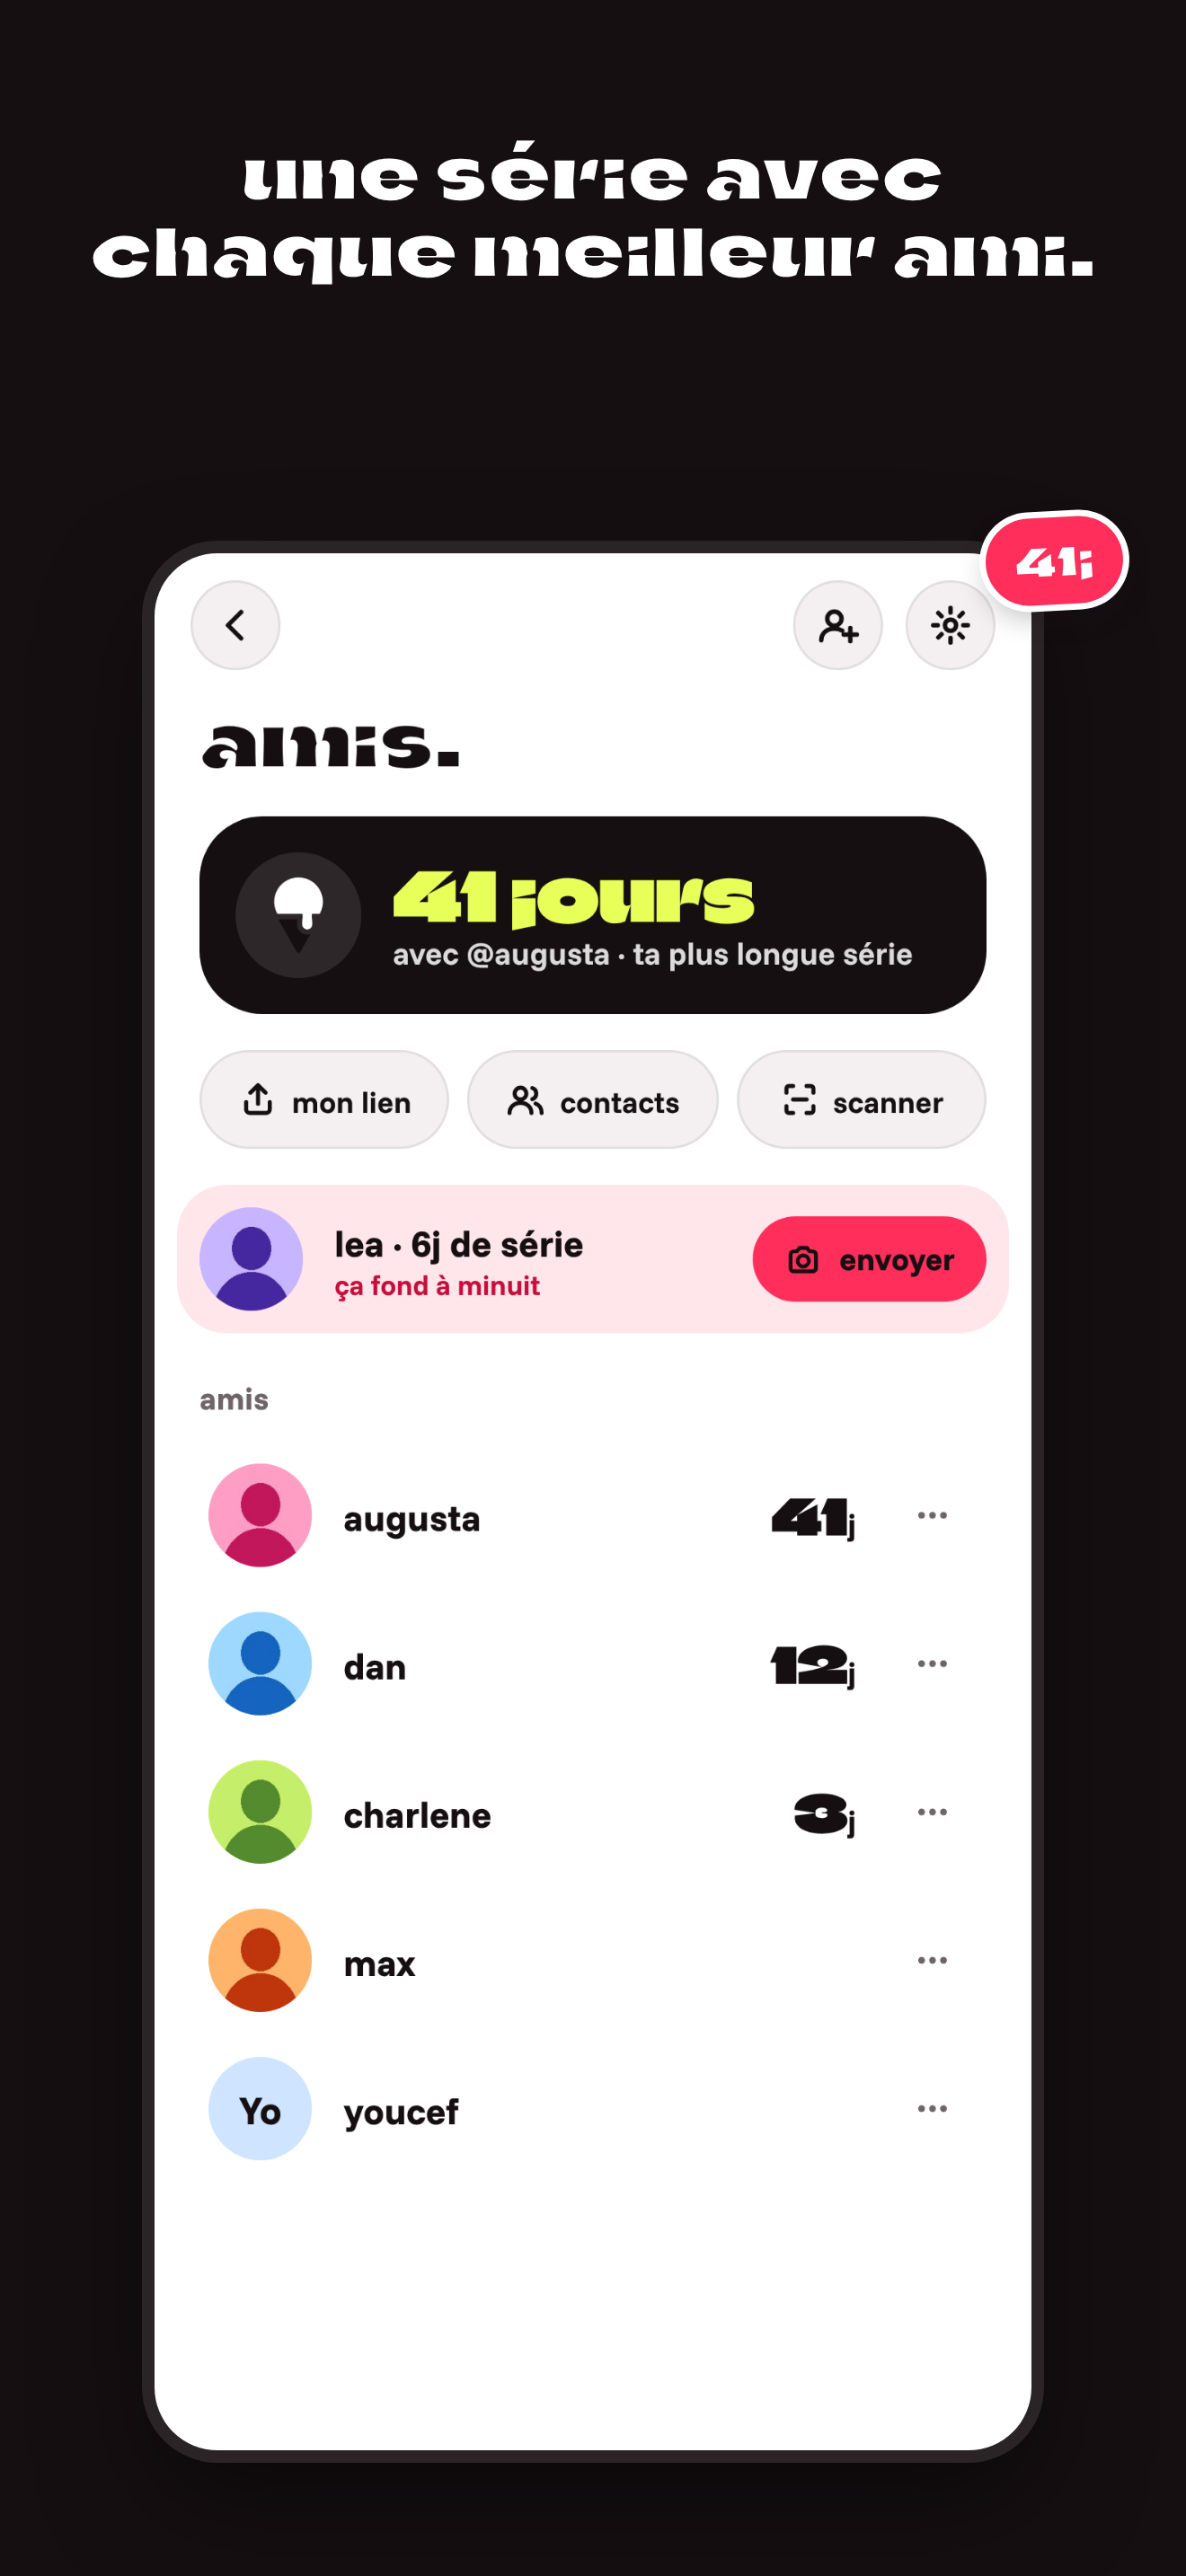 une série avec
chaque meilleur ami.
41j
amis.
41 jours
avec @augusta · ta plus longue série
mon lien
contacts
scanner
lea · 6j de série
ça fond à minuit
envoyer
amis
augusta
41j
dan
12j
charlene
3j
max
Yo
youcef